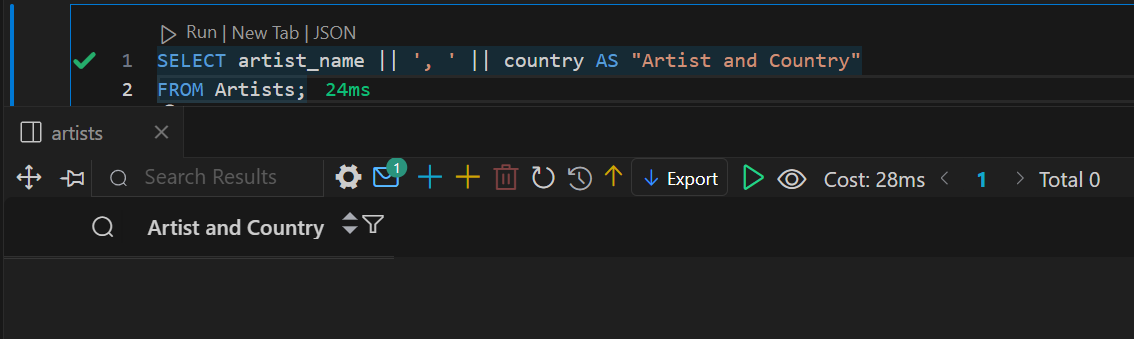 Run | New Tab | JSON
1 SELECT artist_name || ', ' || country AS "Artist and Country"
2 FROM Artists; 24ms
artists
Search Results 1 Export Cost: 28ms 1 Total 0
Artist and Country